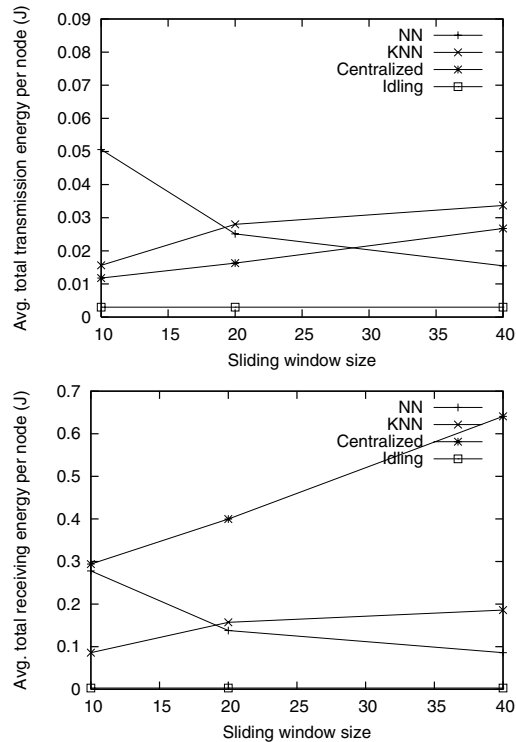 Avg. total transmission energy per node (J)
0.09
0.08
0.07
0.06
0.05
0.04
0.03
0.02
0.01
0
NN
KNN
Centralized
Idling
10 15 20 25 30 35 40
Sliding window size
Avg. total receiving energy per node (J)
0.7
0.6
0.5
0.4
0.3
0.2
0.1
0
NN
KNN
Centralized
Idling
10 15 20 25 30 35 40
Sliding window size